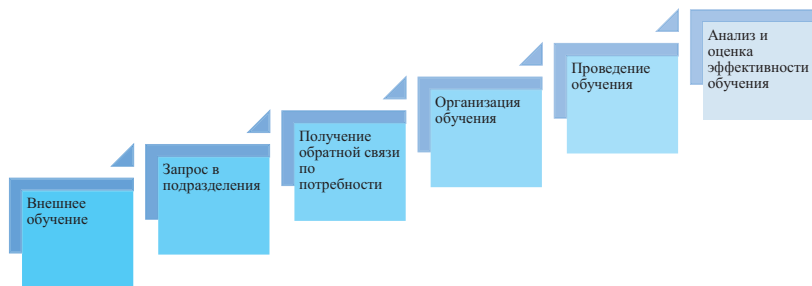 Внешнее
обучение
Запрос в
подразделения
Получение
обратной связи
по
потребности
Организация
обучения
Проведение
обучения
Анализ и
оценка
эффективности
обучения